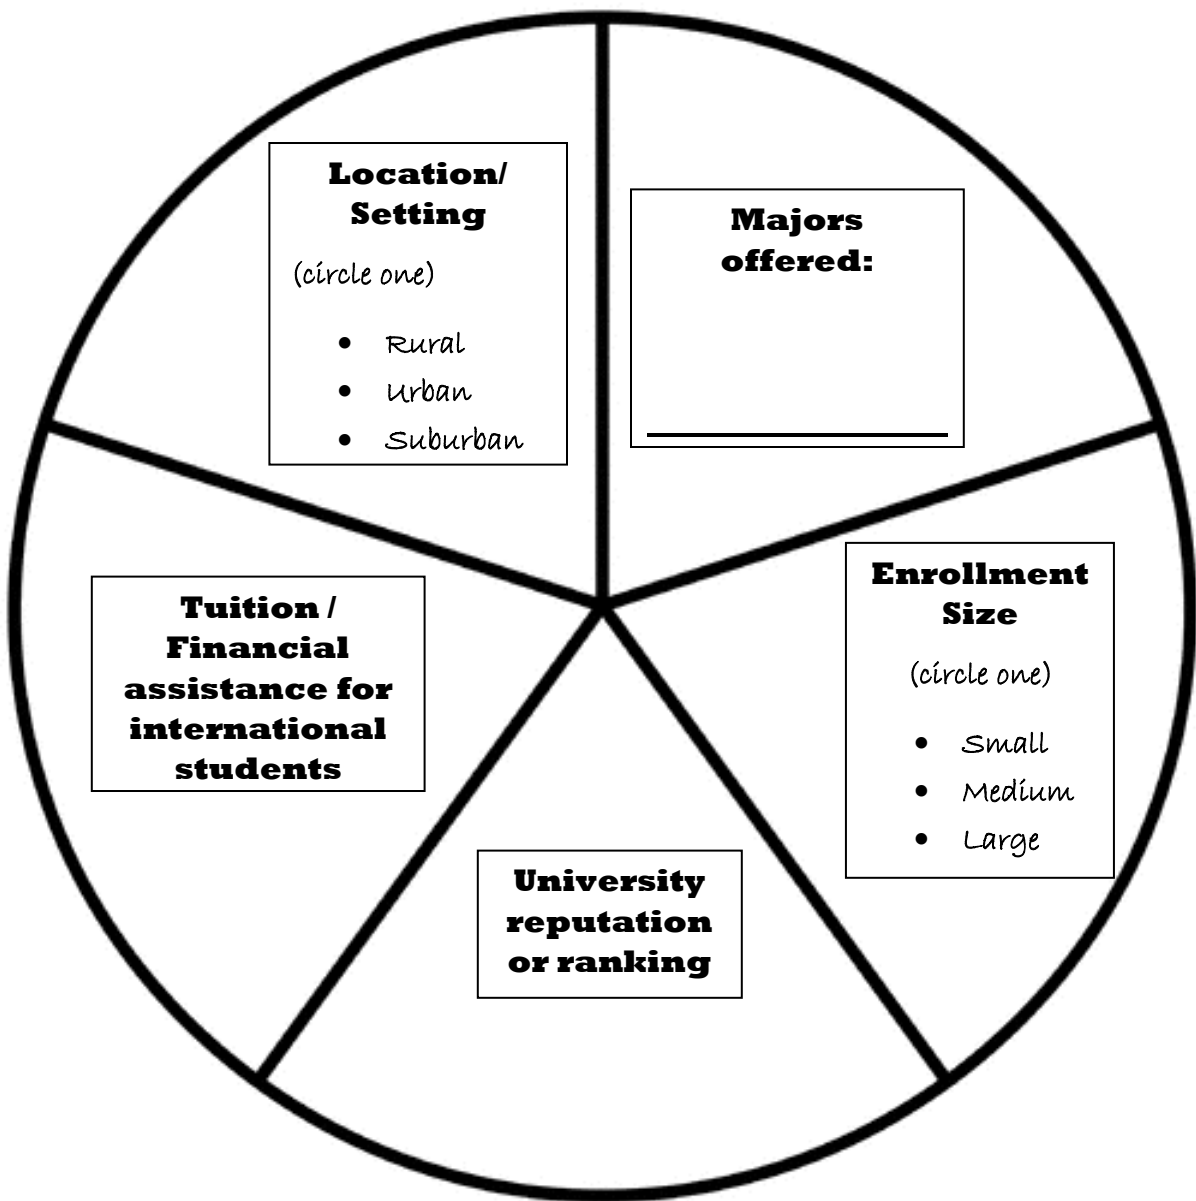 Location/
Setting
(circle one)
• Rural
• Urban
• Suburban
Majors
offered:
Enrollment
Size
(circle one)
• Small
• Medium
• Large
University
reputation
or ranking
Tuition /
Financial
assistance for
international
students